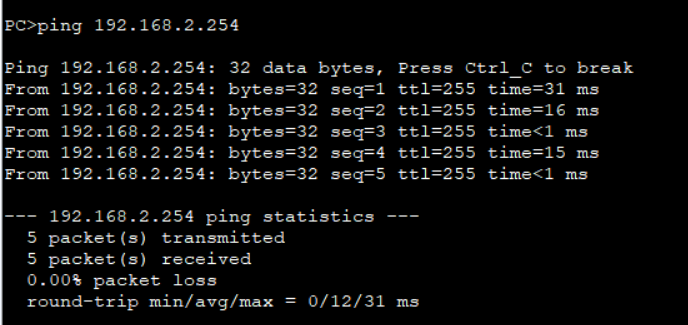 PC>ping 192.168.2.254
Ping 192.168.2.254: 32 data bytes, Press Ctrl_C to break
From 192.168.2.254: bytes=32 seq=1 ttl=255 time=31 ms
From 192.168.2.254: bytes=32 seq=2 ttl=255 time=16 ms
From 192.168.2.254: bytes=32 seq=3 ttl=255 time<1 ms
From 192.168.2.254: bytes=32 seq=4 ttl=255 time=15 ms
From 192.168.2.254: bytes=32 seq=5 ttl=255 time<1 ms
--- 192.168.2.254 ping statistics ---
5 packet(s) transmitted
5 packet(s) received
0.00% packet loss
round-trip min/avg/max = 0/12/31 ms